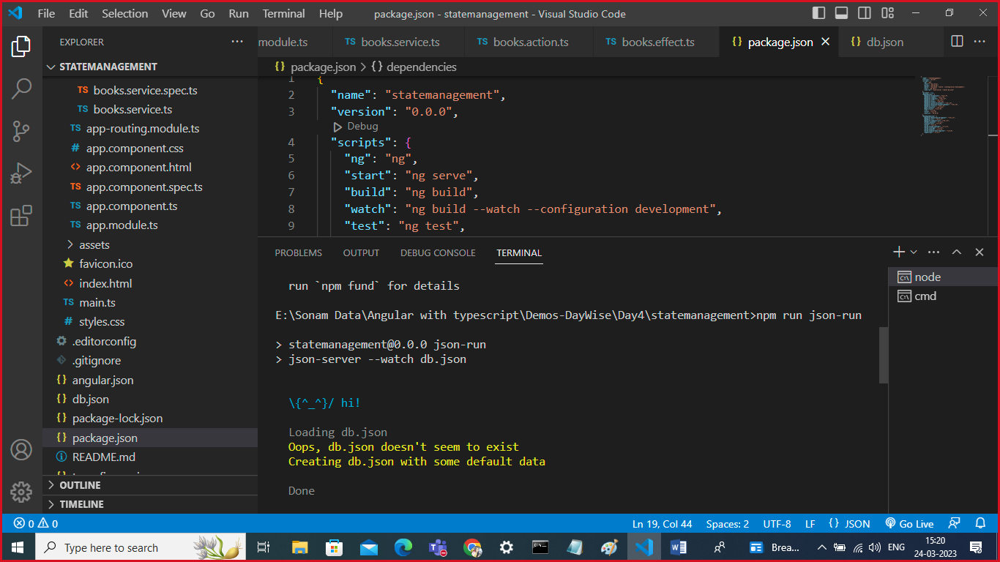 File Edit Selection View Go Run Terminal Help package.json - statemanagement - Visual Studio Code
EXPLORER
module.ts TS books.service.ts TS books.action.ts TS books.effect.ts {} package.json {} db.json
STATEMANAGEMENT
{} package.json > {} dependencies
TS books.service.spec.ts
TS books.service.ts
TS app-routing.module.ts
# app.component.css
<> app.component.html
TS app.component.spec.ts
TS app.component.ts
TS app.module.ts
assets
favicon.ico
<> index.html
TS main.ts
# styles.css
.editorconfig
.gitignore
{} angular.json
{} db.json
{} package-lock.json
{} package.json
README.md
OUTLINE
TIMELINE
1 {
2 "name": "statemanagement",
3 "version": "0.0.0",
Debug
4 "scripts": {
5 "ng": "ng",
6 "start": "ng serve",
7 "build": "ng build",
8 "watch": "ng build --watch --configuration development",
9 "test": "ng test",
PROBLEMS OUTPUT DEBUG CONSOLE TERMINAL
node
cmd
run `npm fund` for details
E:\Sonam Data\Angular with typescript\Demos-DayWise\Day4\statemanagement>npm run json-run
> statemanagement@0.0.0 json-run
> json-server --watch db.json
\{^_^}/ hi!
Loading db.json
Oops, db.json doesn't seem to exist
Creating db.json with some default data
Done
0 0 Ln 19, Col 44 Spaces: 2 UTF-8 LF {} JSON Go Live
Type here to search Brea... ENG 15:20
24-03-2023